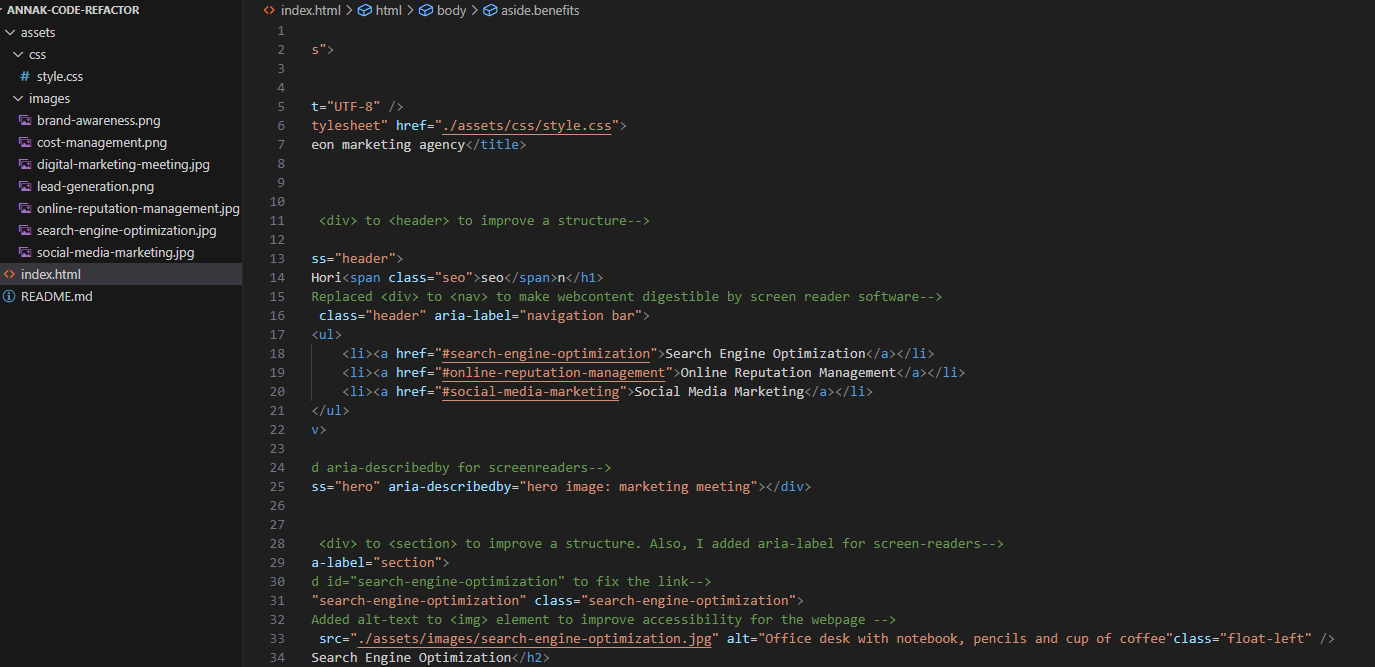 ANNAK-CODE-REFACTOR
assets
css
# style.css
images
brand-awareness.png
cost-management.png
digital-marketing-meeting.jpg
lead-generation.png
online-reputation-management.jpg
search-engine-optimization.jpg
social-media-marketing.jpg
<> index.html
README.md
<> index.html > html > body > aside.benefits
1
2 s">
3
4
5 t="UTF-8" />
6 tylesheet" href="./assets/css/style.css">
7 eon marketing agency</title>
8
9
10
11 <div> to <header> to improve a structure-->
12
13 ss="header">
14 Hori<span class="seo">seo</span>n</h1>
15 Replaced <div> to <nav> to make webcontent digestible by screen reader software-->
16 class="header" aria-label="navigation bar">
17 <ul>
18 <li><a href="#search-engine-optimization">Search Engine Optimization</a></li>
19 <li><a href="#online-reputation-management">Online Reputation Management</a></li>
20 <li><a href="#social-media-marketing">Social Media Marketing</a></li>
21 </ul>
22 v>
23
24 d aria-describedby for screenreaders-->
25 ss="hero" aria-describedby="hero image: marketing meeting"></div>
26
27
28 <div> to <section> to improve a structure. Also, I added aria-label for screen-readers-->
29 a-label="section">
30 d id="search-engine-optimization" to fix the link-->
31 "search-engine-optimization" class="search-engine-optimization">
32 Added alt-text to <img> element to improve accessibility for the webpage -->
33 src="./assets/images/search-engine-optimization.jpg" alt="Office desk with notebook, pencils and cup of coffee"class="float-left" />
34 Search Engine Optimization</h2>